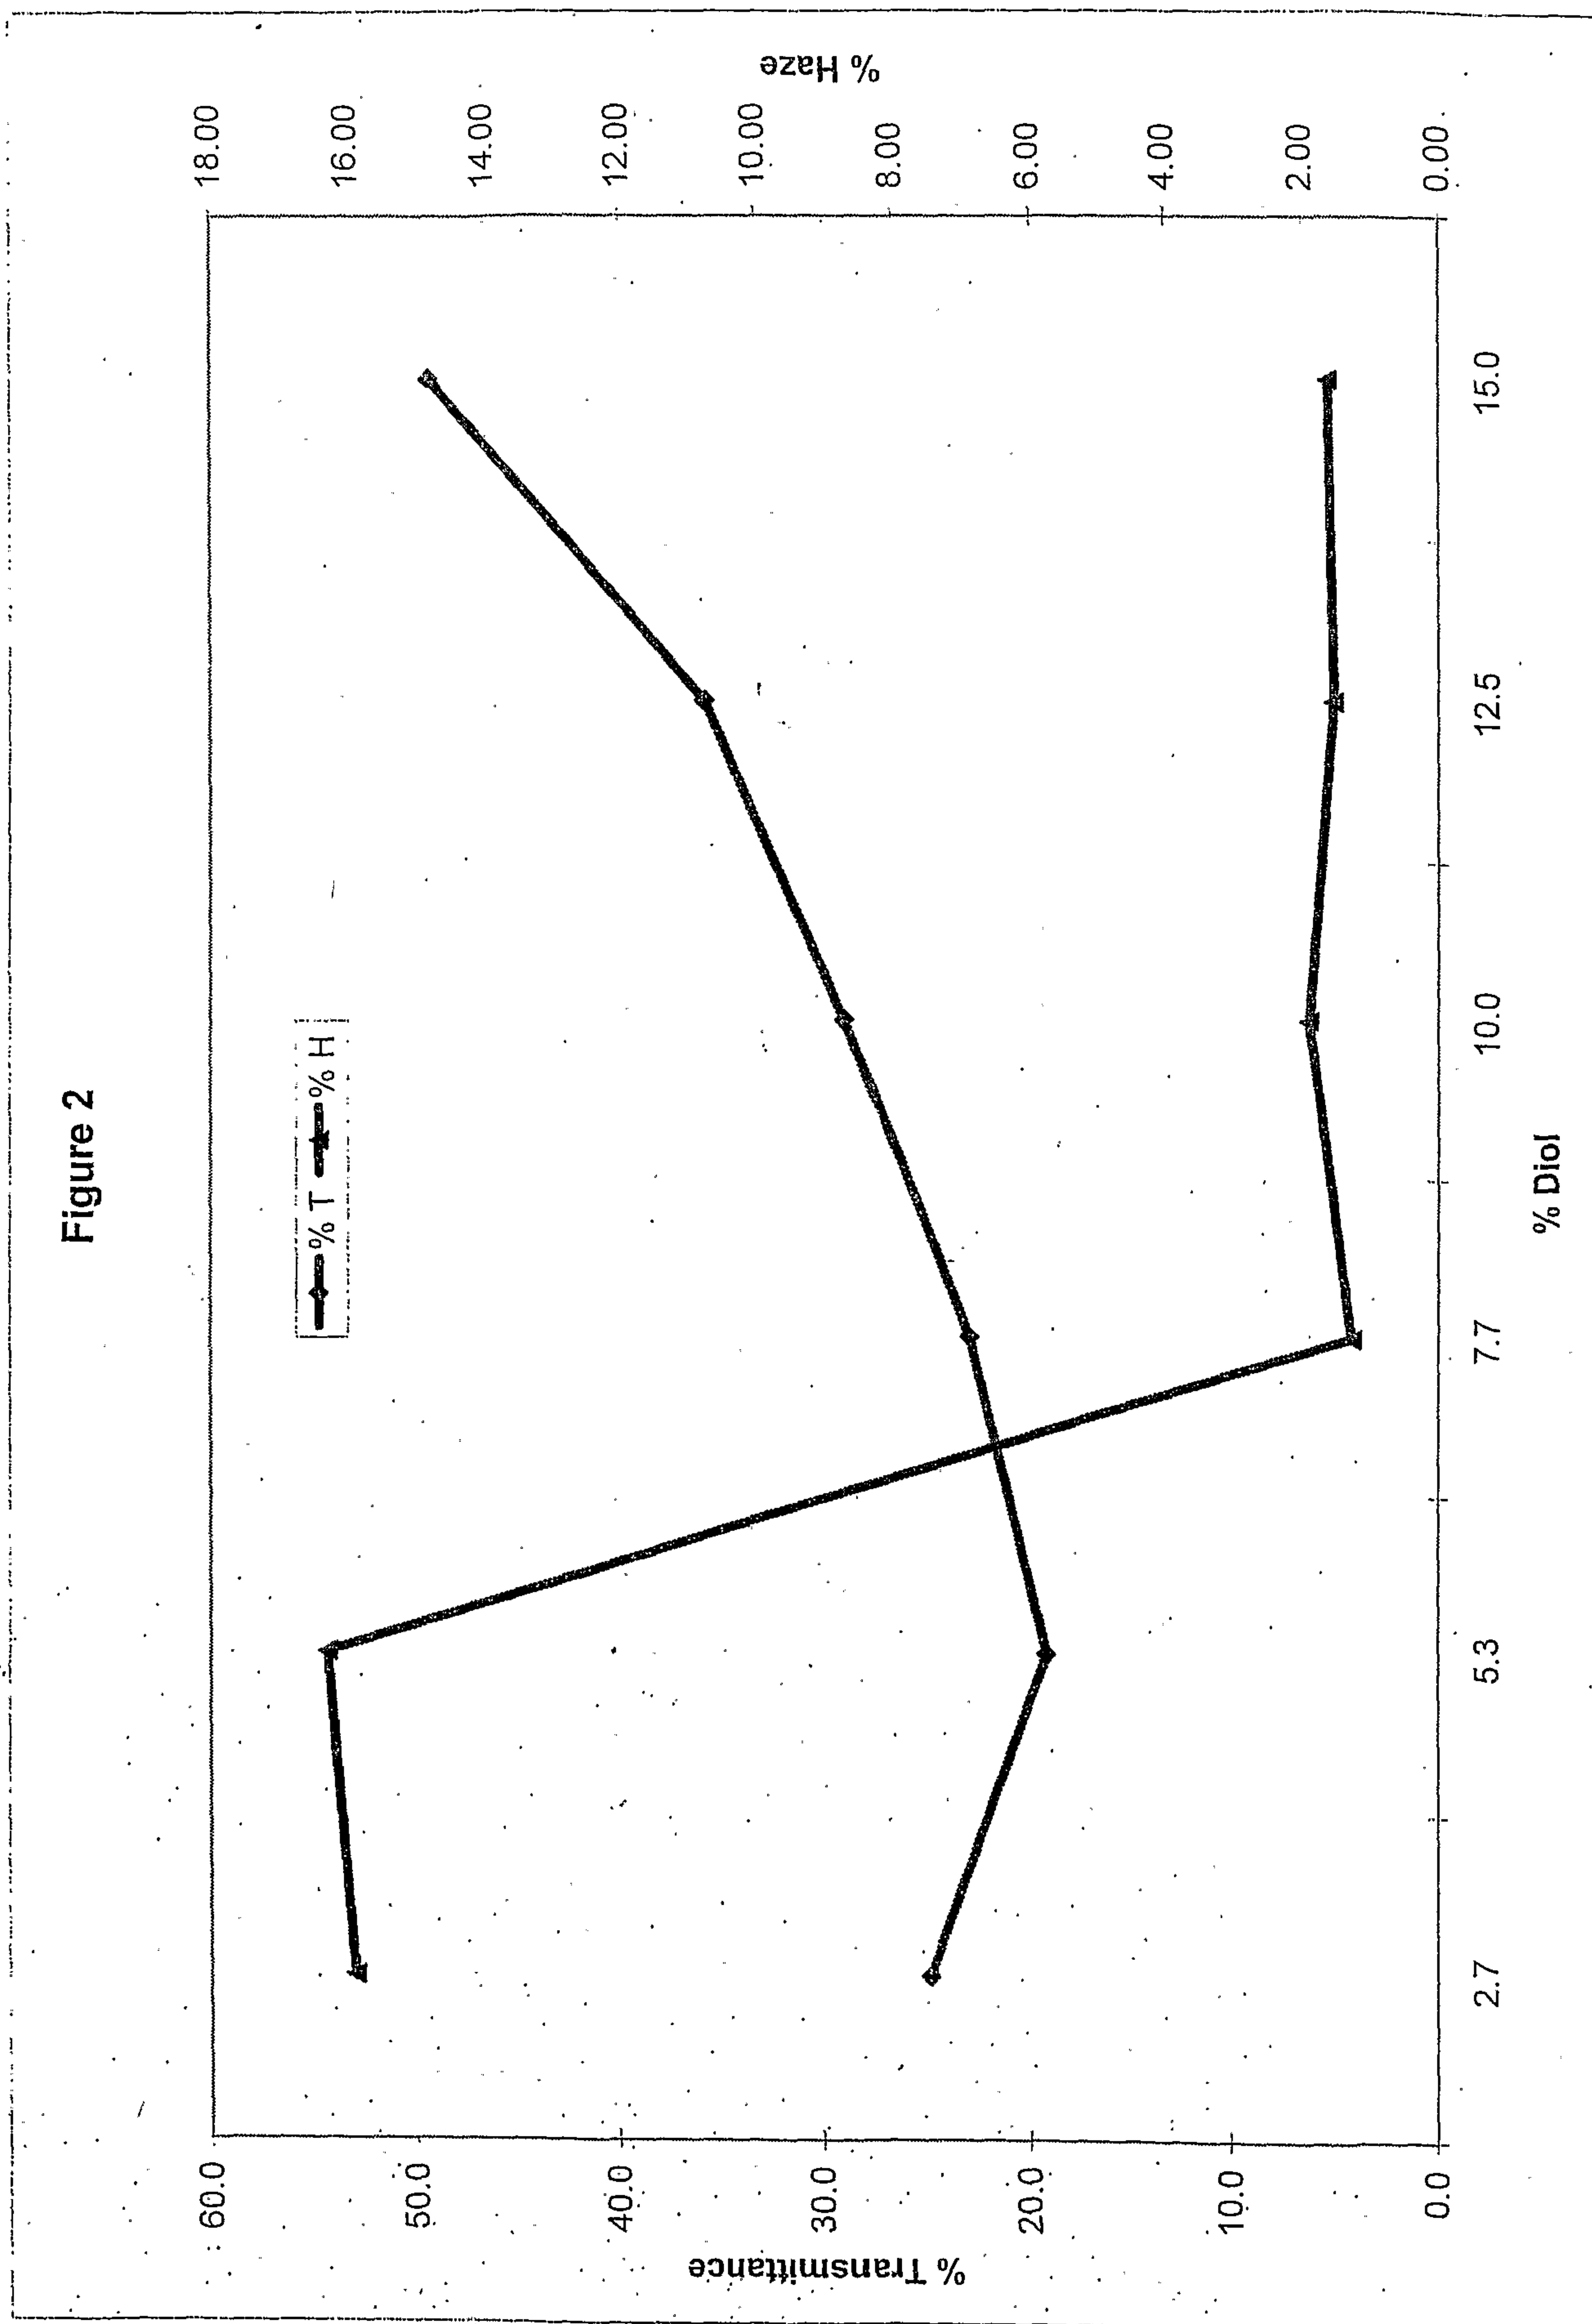 Figure 2
% T % H
% Transmittance
60.0
50.0
40.0
30.0
20.0
10.0
0.0
% Haze
18.00
16.00
14.00
12.00
10.00
8.00
6.00
4.00
2.00
0.00
2.7 5.3 7.7 10.0 12.5 15.0
% Diol